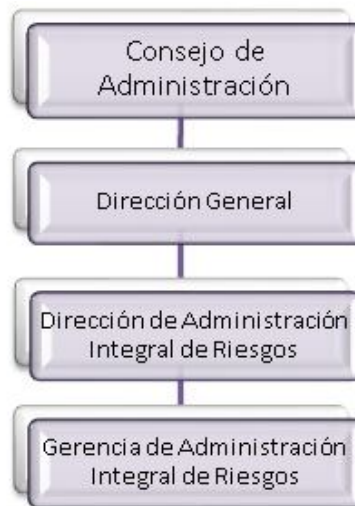 Consejo de
Administración
Dirección General
Dirección de Administración
Integral de Riesgos
Gerencia de Administración
Integral de Riesgos